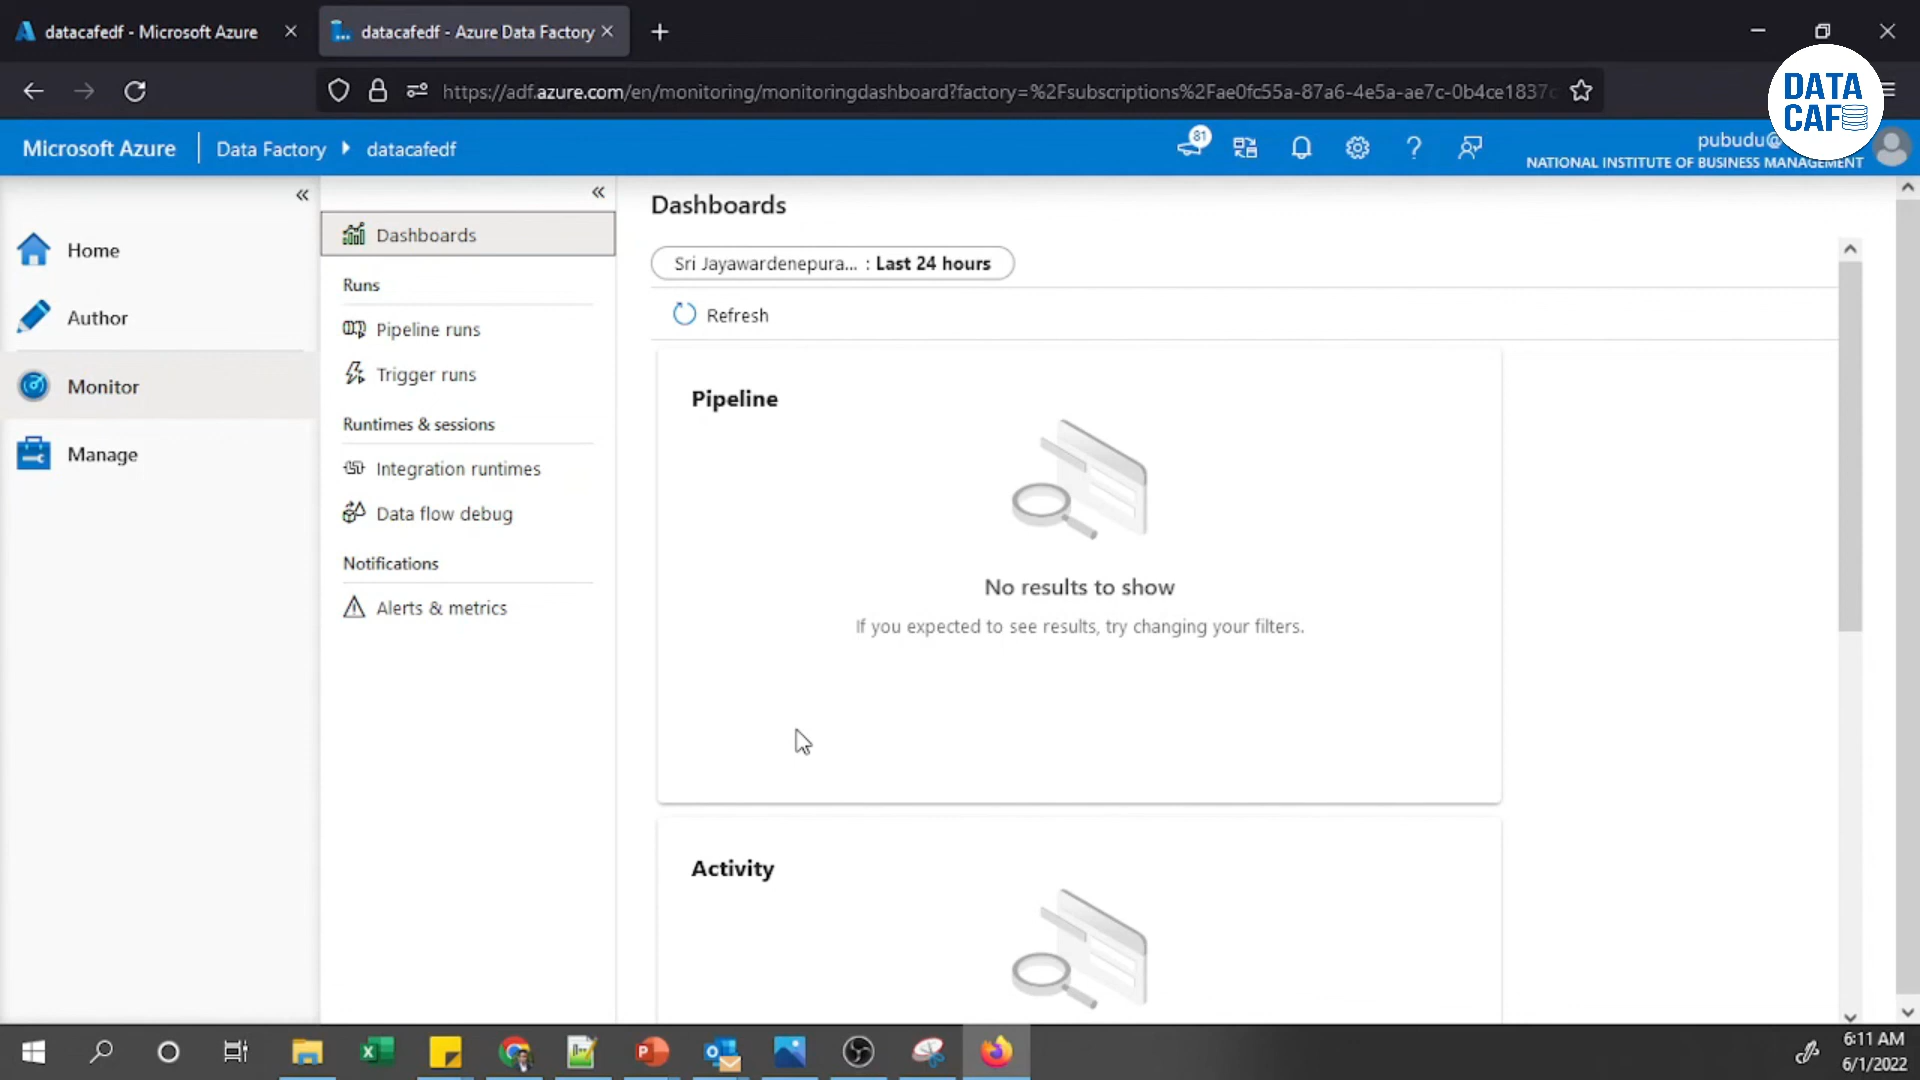 datacafedf - Microsoft Azure
datacafedf - Azure Data Factory
https://adf.azure.com/en/monitoring/monitoringdashboard?factory=%2Fsubscriptions%2Fae0fc55a-87a6-4e5a-ae7c-0b4ce1837c
DATA
CAF
Microsoft Azure
Data Factory
datacafedf
81
pubudu@
NATIONAL INSTITUTE OF BUSINESS MANAGEMENT
Home
Author
Monitor
Manage
Dashboards
Runs
Pipeline runs
Trigger runs
Runtimes & sessions
Integration runtimes
Data flow debug
Notifications
Alerts & metrics
Dashboards
Sri Jayawardenepura... : Last 24 hours
Refresh
Pipeline
No results to show
If you expected to see results, try changing your filters.
Activity
6:11 AM
6/1/2022